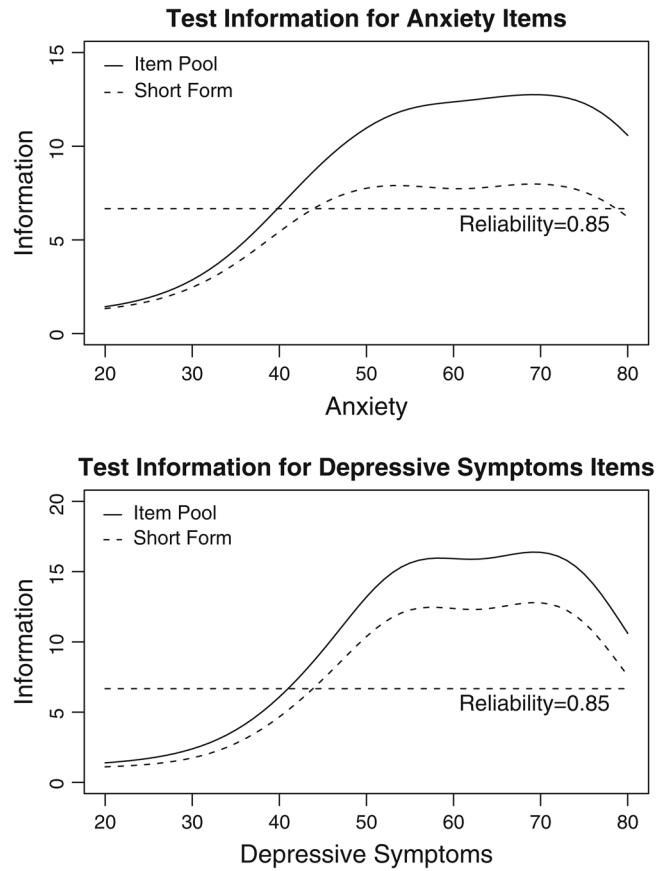 Test Information for Anxiety Items
Item Pool
Short Form
15
10
5
0
Information
Reliability=0.85
20 30 40 50 60 70 80
Anxiety
Test Information for Depressive Symptoms Items
Item Pool
Short Form
20
15
10
5
0
Information
Reliability=0.85
20 30 40 50 60 70 80
Depressive Symptoms